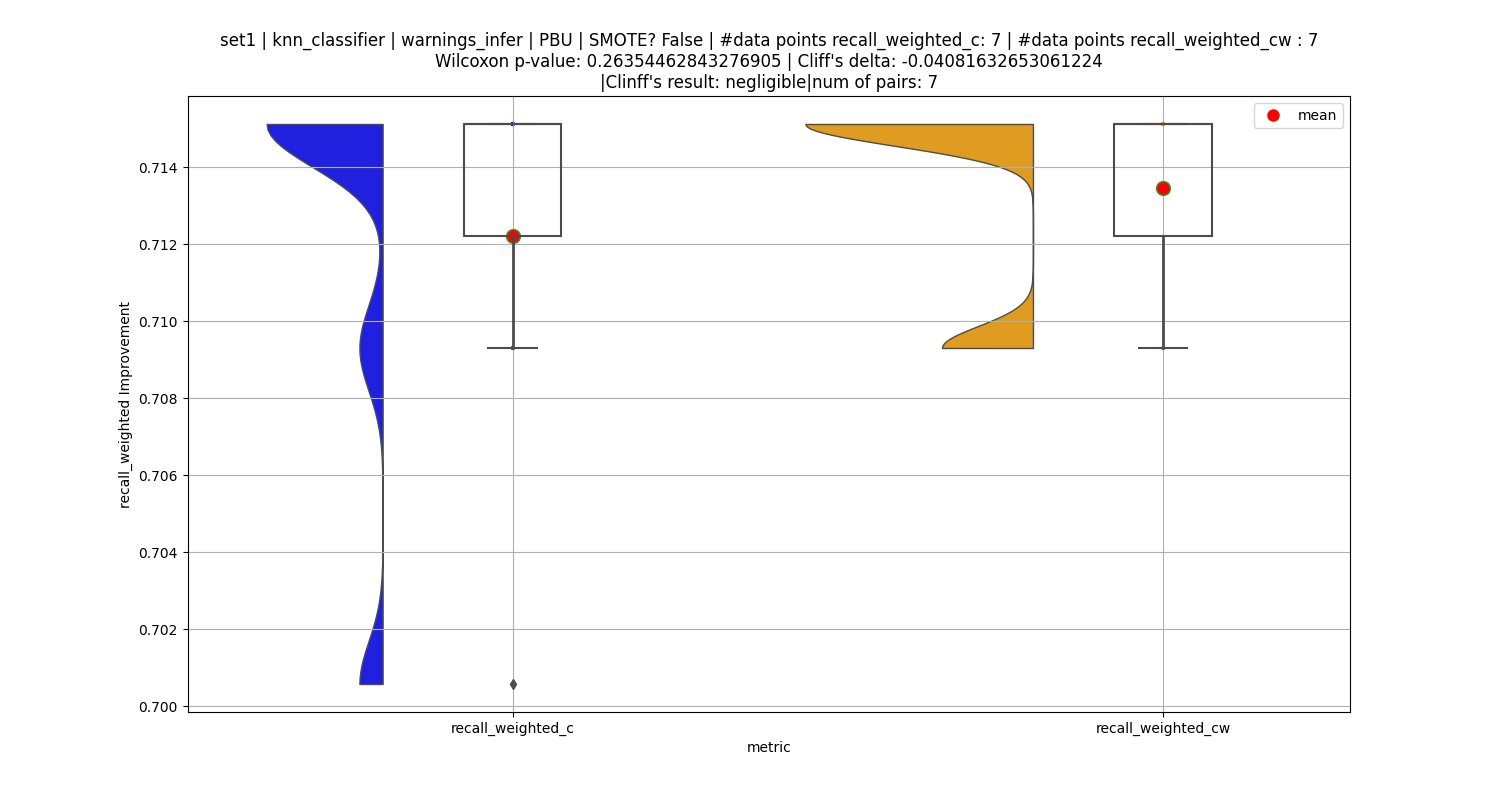 set1 | knn_classifier | warnings_infer | PBU | SMOTE? False | #data points recall_weighted_c: 7 | #data points recall_weighted_cw : 7
Wilcoxon p-value: 0.26354462843276905 | Cliff's delta: -0.04081632653061224
|Clinff's result: negligible|num of pairs: 7
mean
0.714
0.712
0.710
0.708
0.706
0.704
0.702
0.700
recall_weighted Improvement
recall_weighted_c
recall_weighted_cw
metric